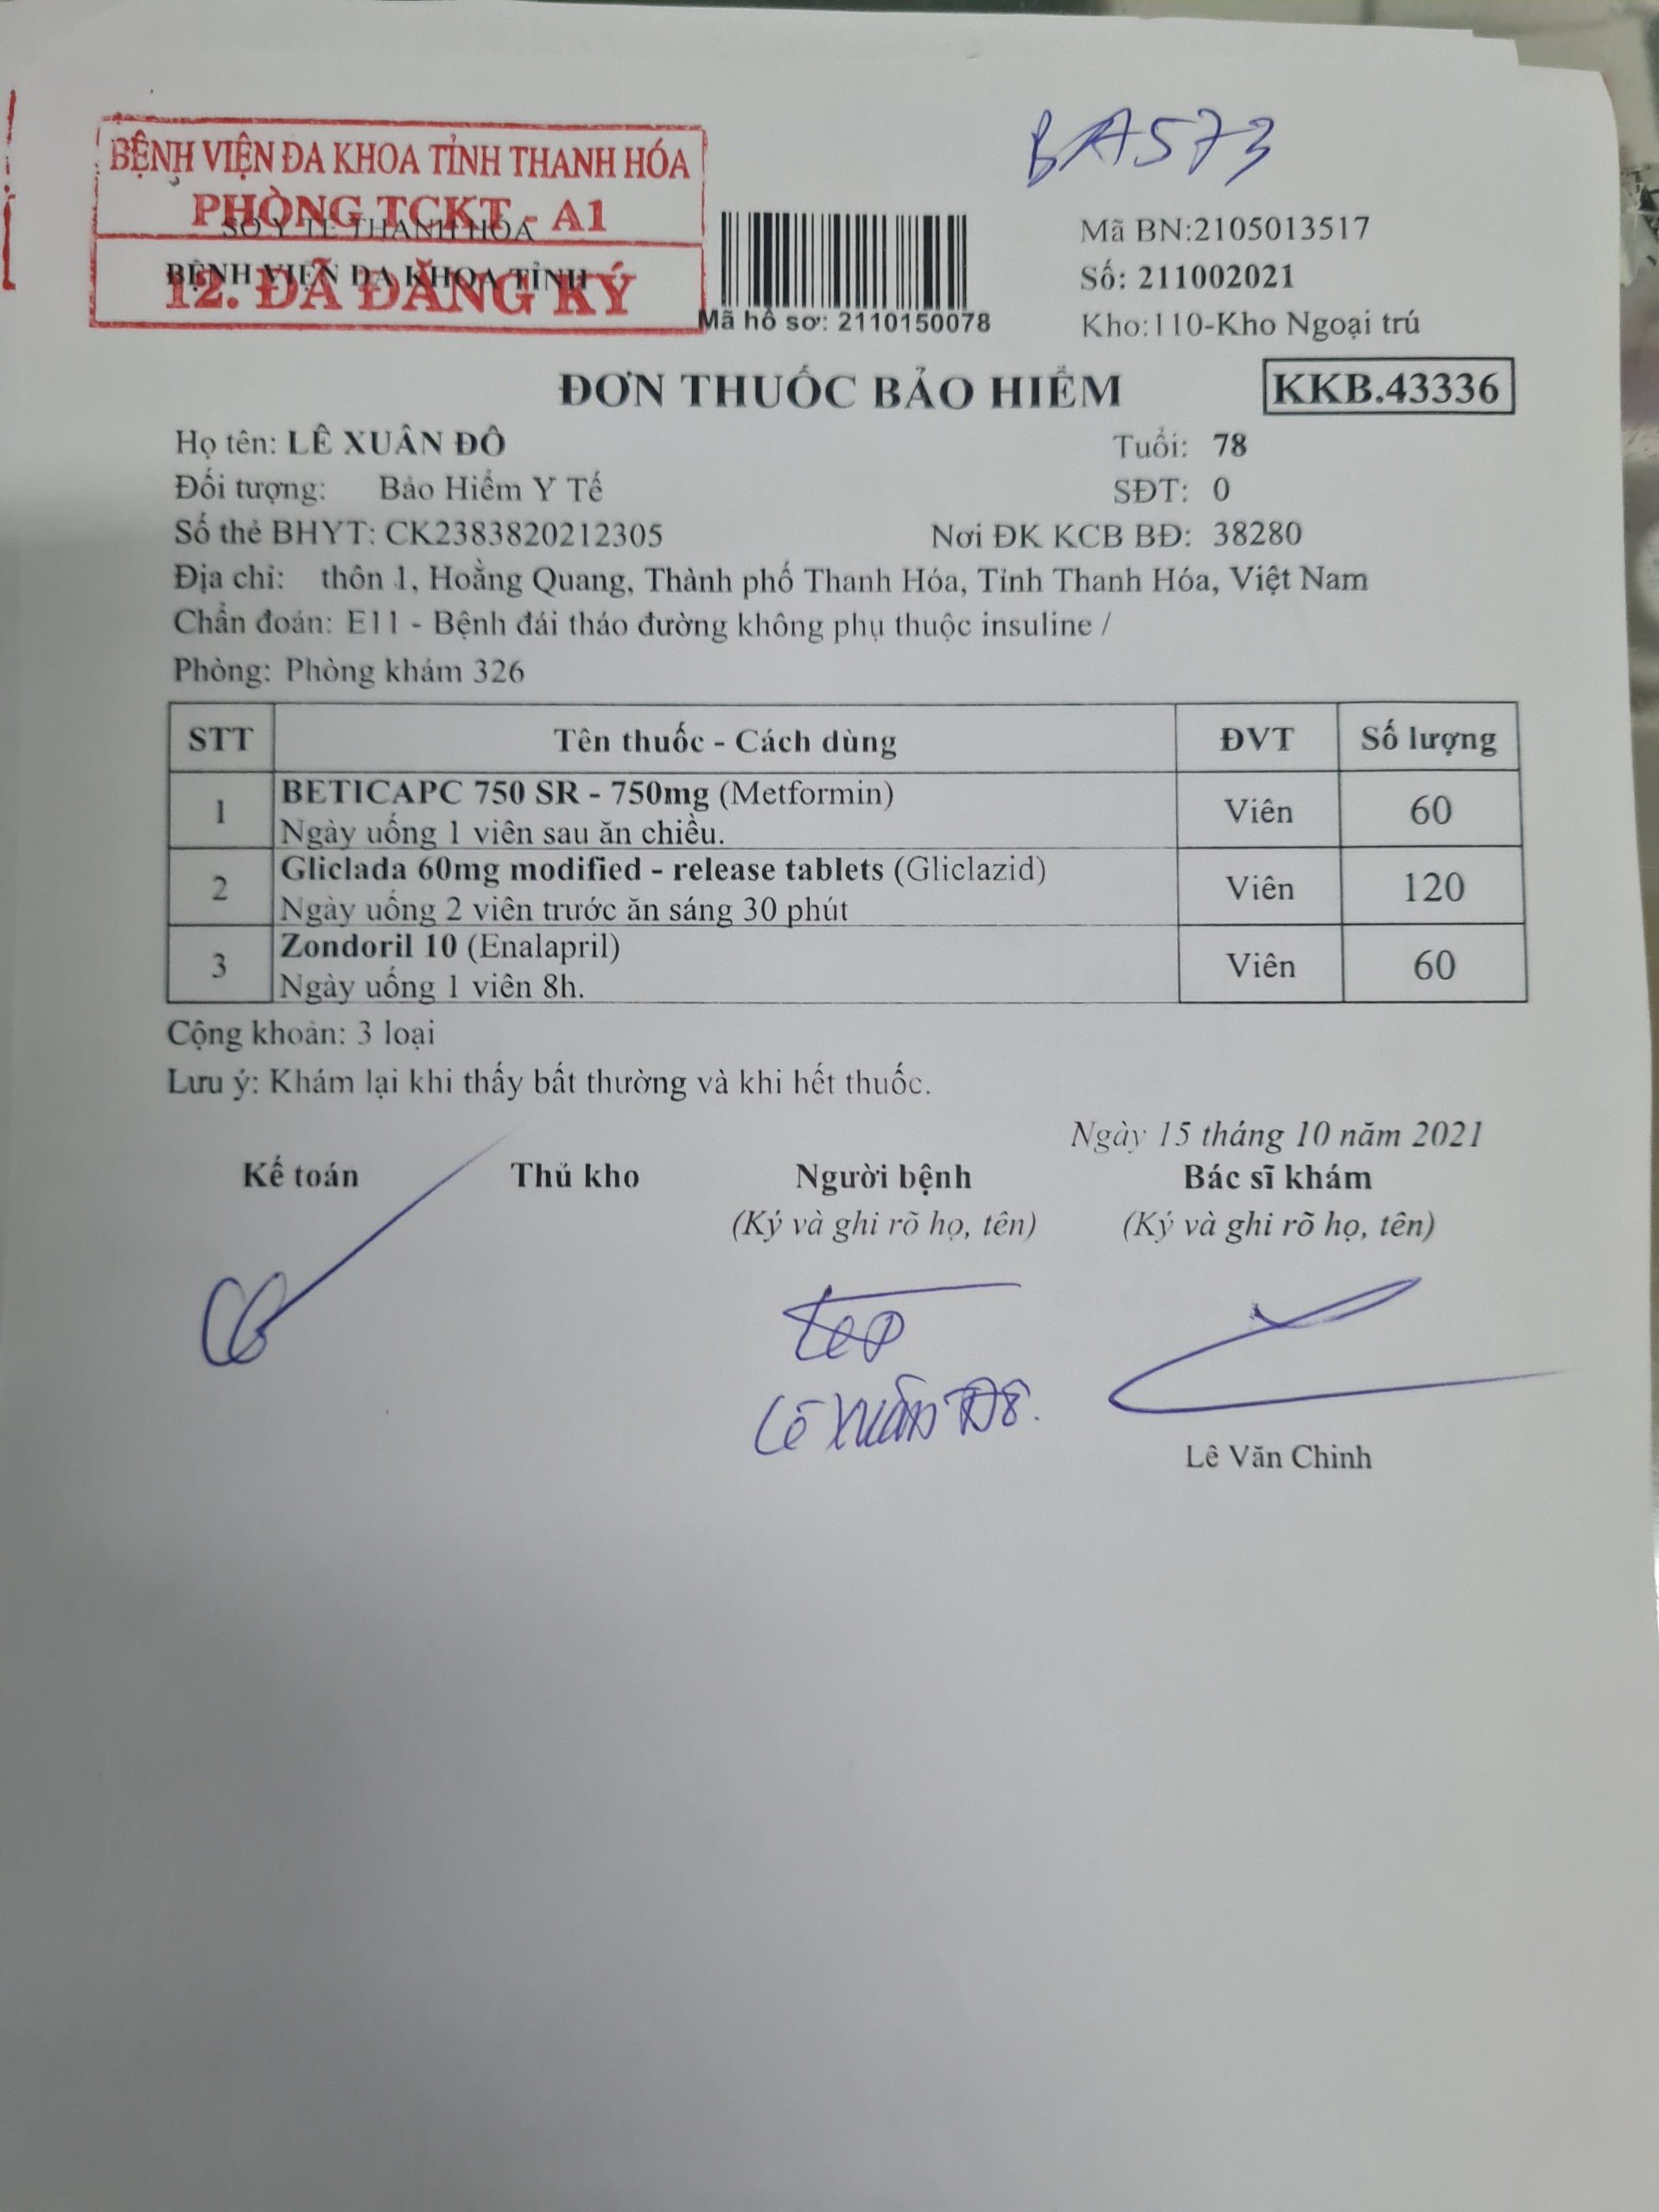 BA573
BỆNH VIỆN ĐA KHOA TỈNH THANH HÓA
PHÒNG TCKT - A1
SỞ Y TẾ THANH HÓA
BỆNH VIỆN ĐA KHOA TỈNH
12. ĐÃ ĐĂNG KÝ
Mã hồ sơ: 2110150078
Mã BN:2105013517
Số: 211002021
Kho:110-Kho Ngoại trú
ĐƠN THUỐC BẢO HIỂM
KKB.43336
Họ tên: LÊ XUÂN ĐÔ Tuổi: 78
Đối tượng: Bảo Hiểm Y Tế SĐT: 0
Số thẻ BHYT: CK2383820212305 Nơi ĐK KCB BĐ: 38280
Địa chỉ: thôn 1, Hoằng Quang, Thành phố Thanh Hóa, Tỉnh Thanh Hóa, Việt Nam
Chẩn đoán: E11 - Bệnh đái tháo đường không phụ thuộc insuline /
Phòng: Phòng khám 326
STT Tên thuốc - Cách dùng ĐVT Số lượng
1 BETICAPC 750 SR - 750mg (Metformin) Viên 60
Ngày uống 1 viên sau ăn chiều.
2 Gliclada 60mg modified - release tablets (Gliclazid) Viên 120
Ngày uống 2 viên trước ăn sáng 30 phút
3 Zondoril 10 (Enalapril) Viên 60
Ngày uống 1 viên 8h.
Cộng khoản: 3 loại
Lưu ý: Khám lại khi thấy bất thường và khi hết thuốc.
Ngày 15 tháng 10 năm 2021
Kế toán Thủ kho Người bệnh Bác sĩ khám
(Ký và ghi rõ họ, tên) (Ký và ghi rõ họ, tên)
Lê Xuân Đô.
Lê Văn Chinh